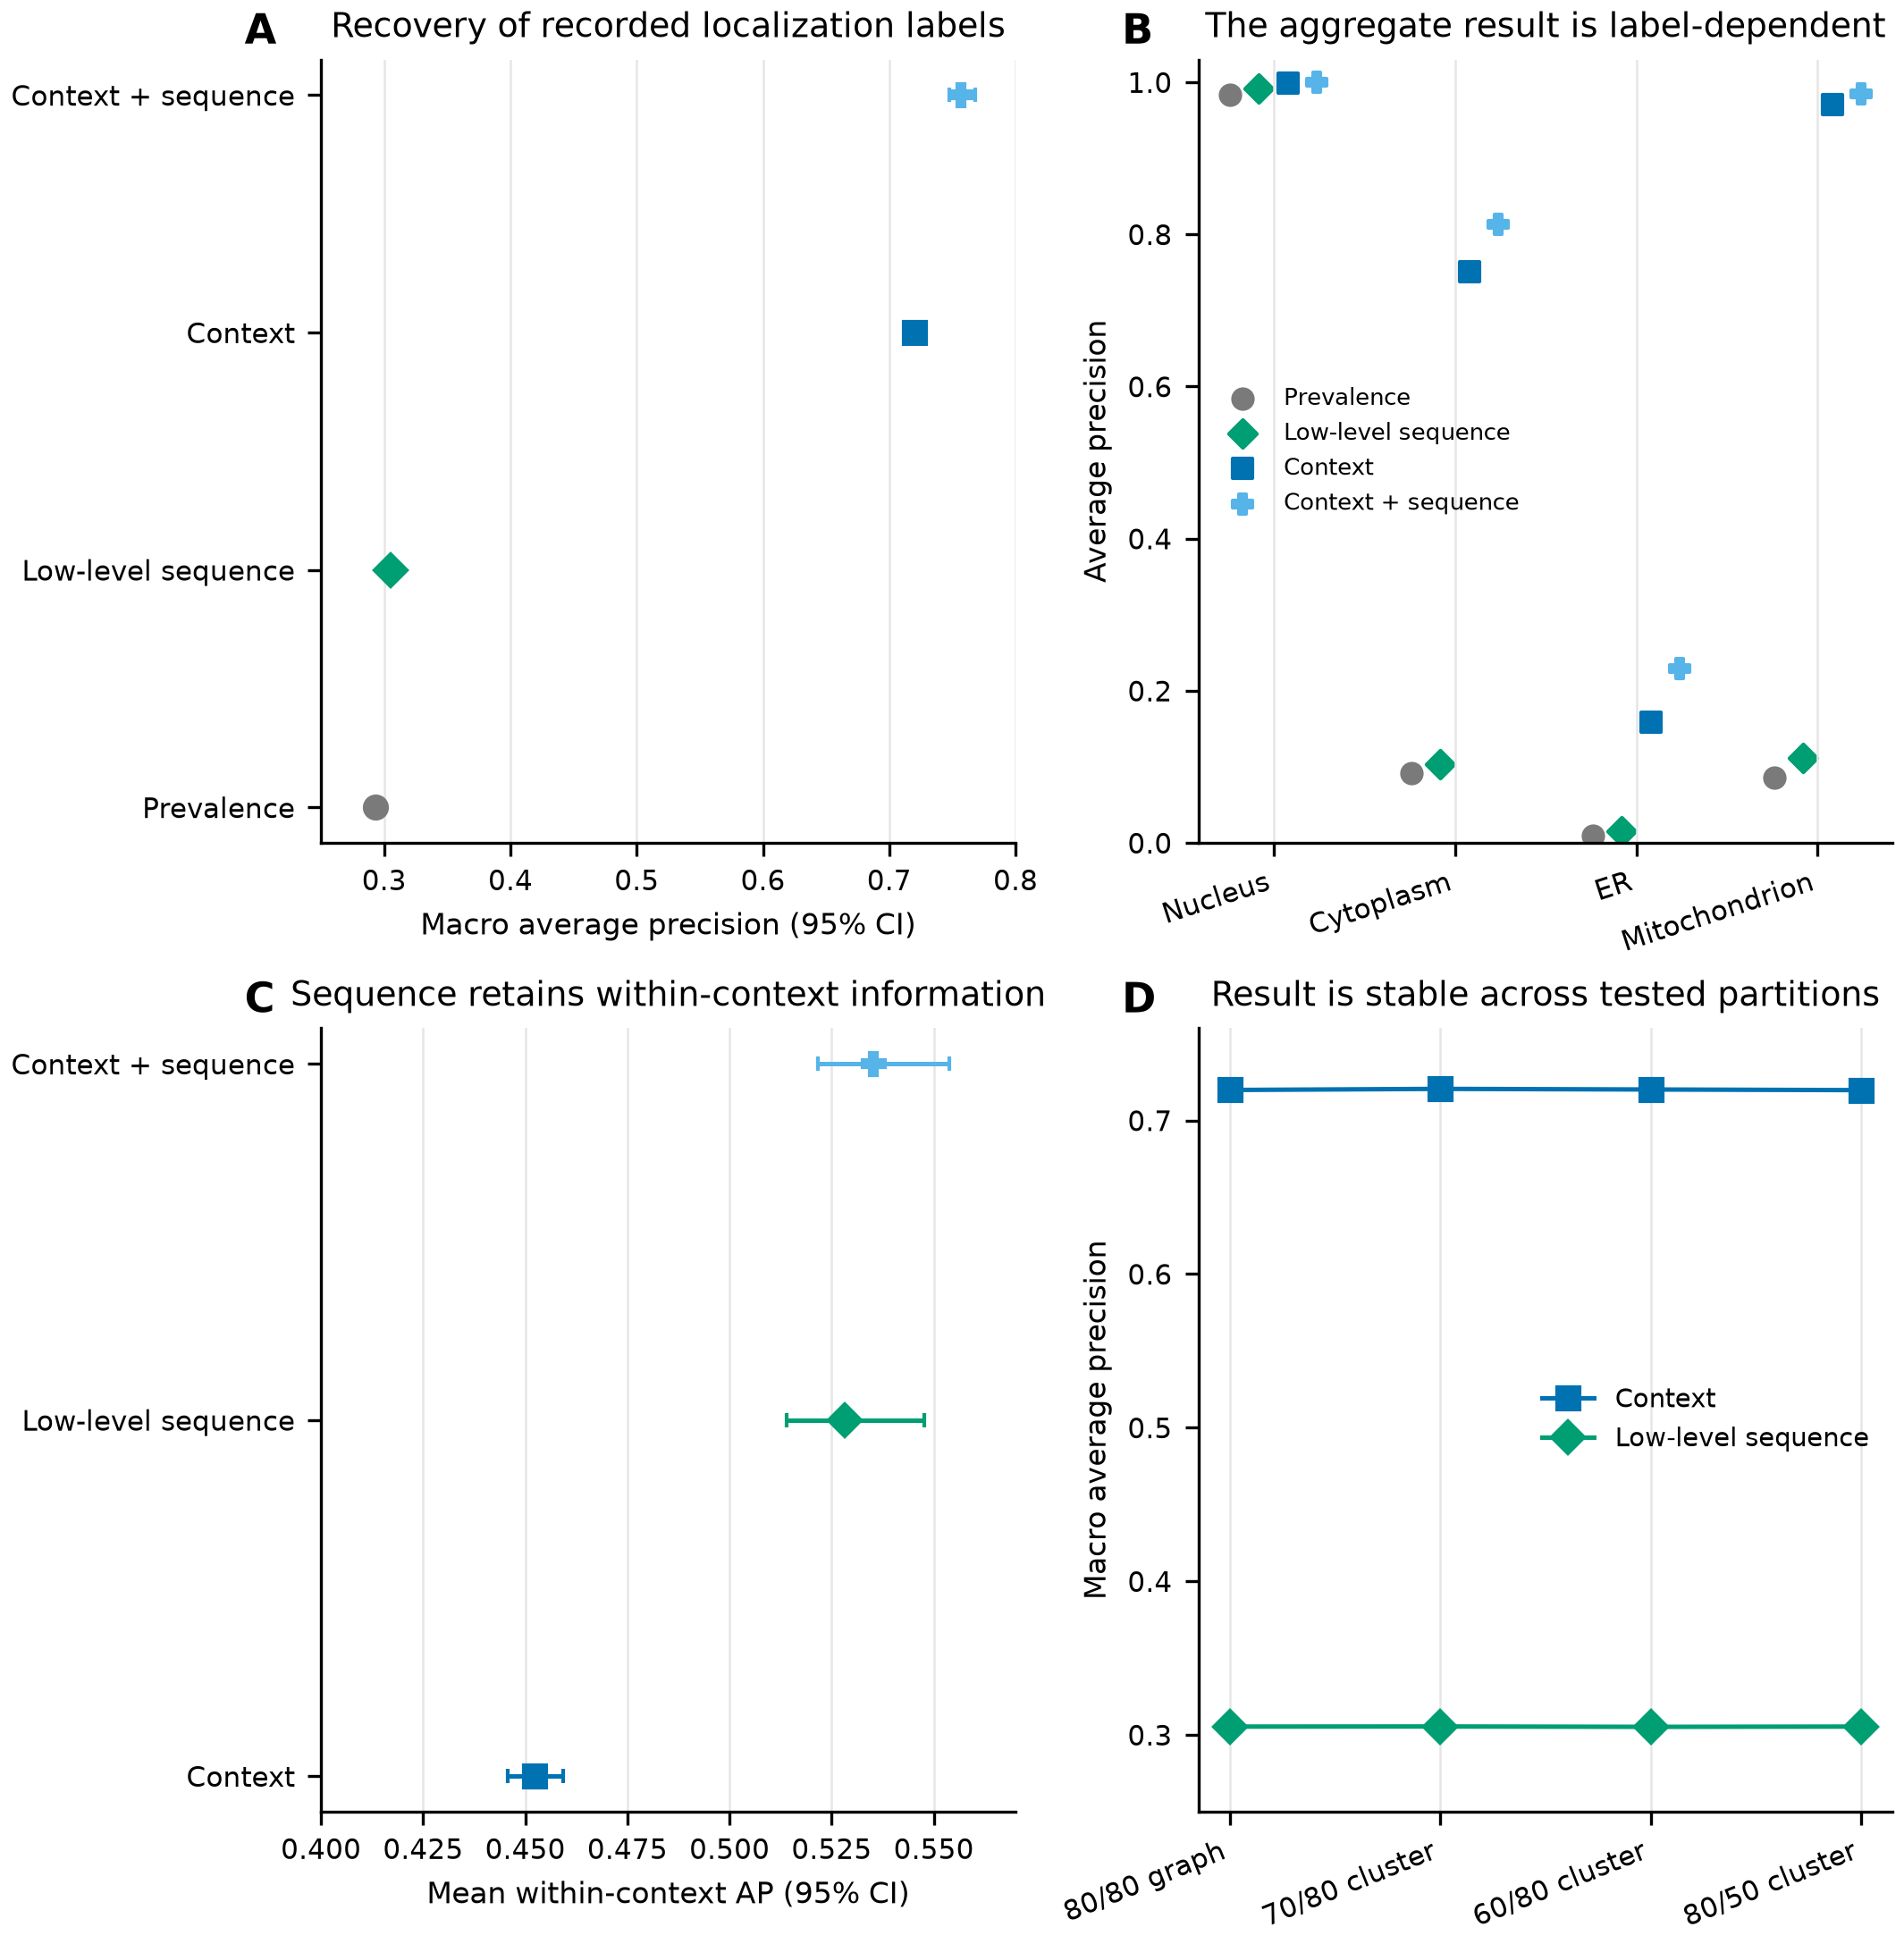 A Recovery of recorded localization labels
Context + sequence
Context
Low-level sequence
Prevalence
0.3 0.4 0.5 0.6 0.7 0.8
Macro average precision (95% CI)
B The aggregate result is label-dependent
Average precision
1.0
0.8
0.6
0.4
0.2
0.0
Prevalence
Low-level sequence
Context
Context + sequence
Nucleus Cytoplasm ER Mitochondrion
C Sequence retains within-context information
Context + sequence
Low-level sequence
Context
0.400 0.425 0.450 0.475 0.500 0.525 0.550
Mean within-context AP (95% CI)
D Result is stable across tested partitions
Macro average precision
0.7
0.6
0.5
0.4
0.3
Context
Low-level sequence
80/80 graph 70/80 cluster 60/80 cluster 80/50 cluster